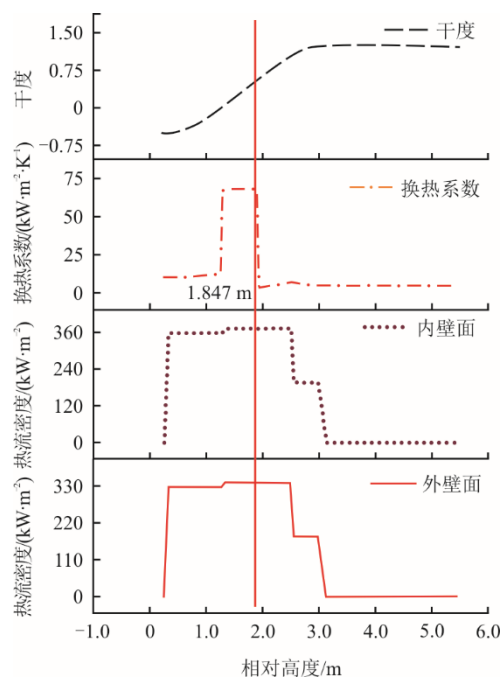 1.50
0.75
0
−0.75
干度
干度
75
50
25
0
换热系数/(kW·m⁻²·K⁻¹)
换热系数
1.847 m
360
240
120
0
热流密度/(kW·m⁻²)
内壁面
330
220
110
0
热流密度/(kW·m⁻²)
外壁面
−1.0 0 1.0 2.0 3.0 4.0 5.0 6.0
相对高度/m